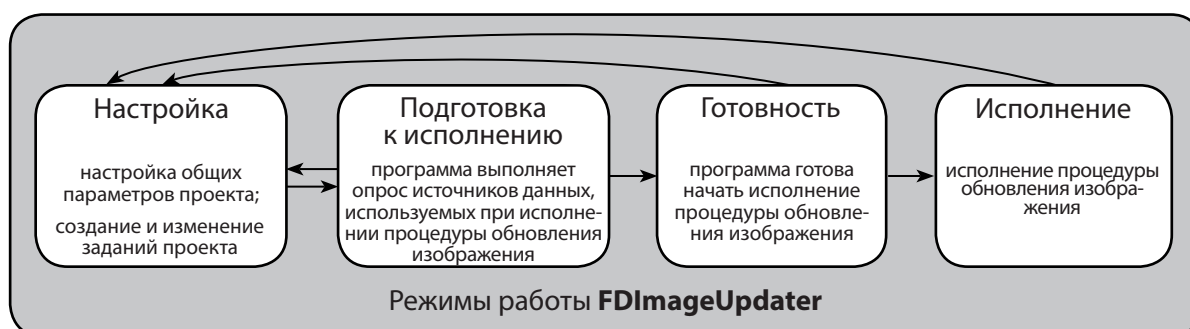 Настройка
настройка общих
параметров проекта;
создание и изменение
заданий проекта
Подготовка
к исполнению
программа выполняет
опрос источников данных,
используемых при исполне-
нии процедуры обновления
изображения
Готовность
программа готова
начать исполнение
процедуры обновле-
ния изображения
Исполнение
исполнение процедуры
обновления изобра-
жения
Режимы работы FDImageUpdater